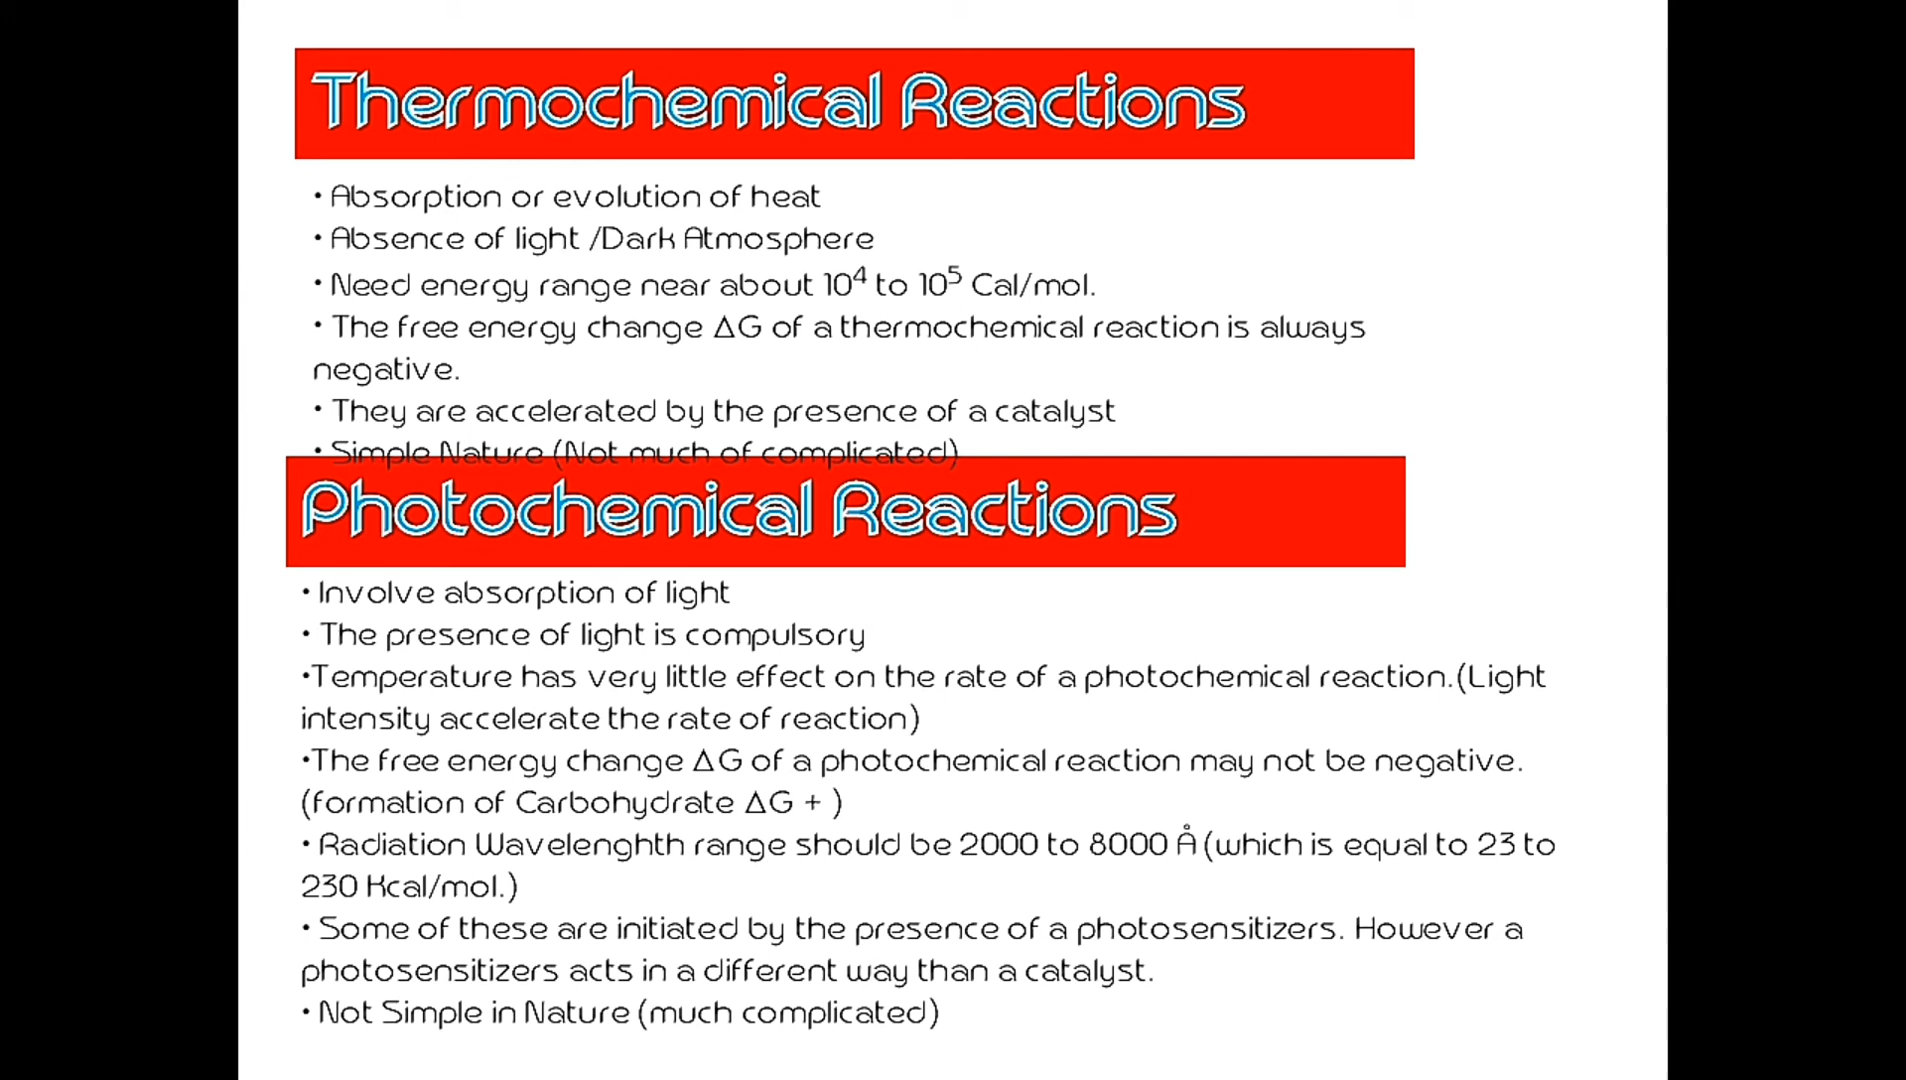 Thermochemical Reactions
• Absorption or evolution of heat
• Absence of light /Dark Atmosphere
• Need energy range near about 10⁴ to 10⁵ Cal/mol.
• The free energy change ΔG of a thermochemical reaction is always
negative.
• They are accelerated by the presence of a catalyst
• Simple Nature (Not much of complicated)
Photochemical Reactions
• Involve absorption of light
• The presence of light is compulsory
•Temperature has very little effect on the rate of a photochemical reaction.(Light
intensity accelerate the rate of reaction)
•The free energy change ΔG of a photochemical reaction may not be negative.
(formation of Carbohydrate ΔG + )
• Radiation Wavelenghth range should be 2000 to 8000 Å (which is equal to 23 to
230 Kcal/mol.)
• Some of these are initiated by the presence of a photosensitizers. However a
photosensitizers acts in a different way than a catalyst.
• Not Simple in Nature (much complicated)